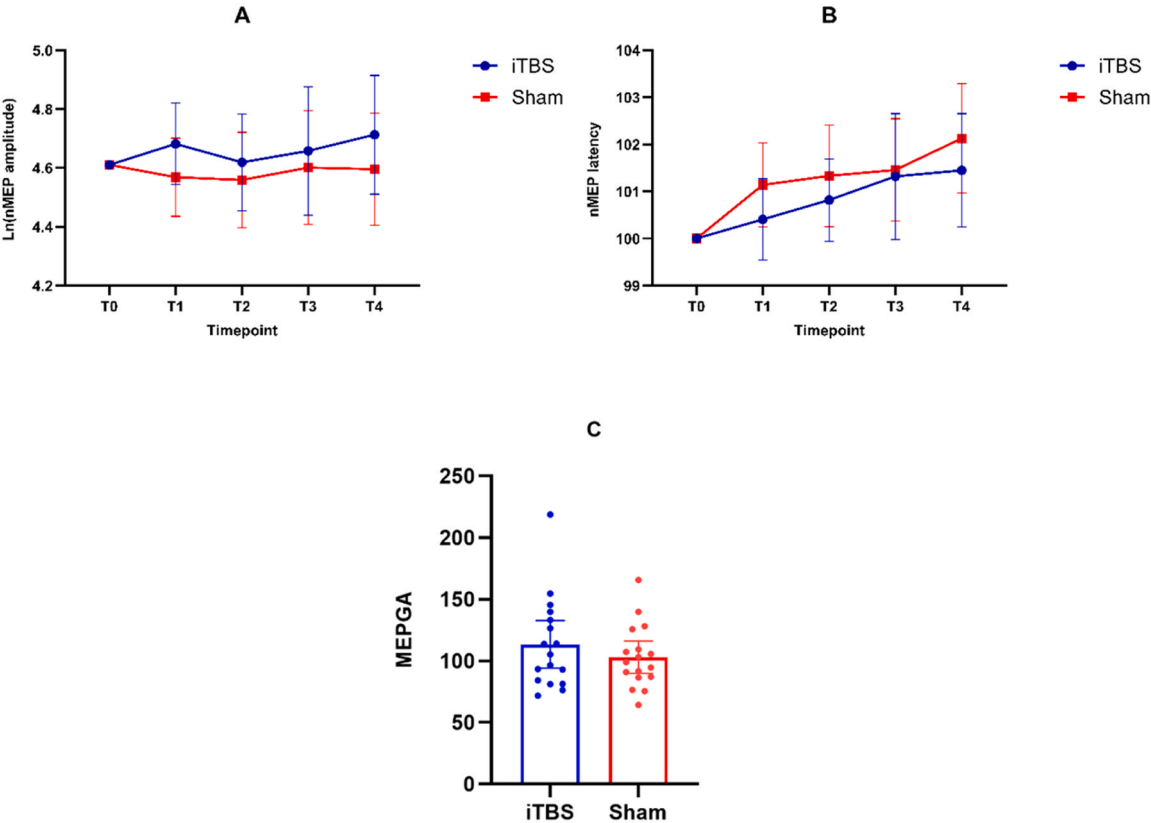 A
Ln(nMEP amplitude)
5.0
4.8
4.6
4.4
4.2
T0 T1 T2 T3 T4
Timepoint
iTBS
Sham
B
nMEP latency
104
103
102
101
100
99
T0 T1 T2 T3 T4
Timepoint
iTBS
Sham
C
MEPGA
250
200
150
100
50
0
iTBS Sham